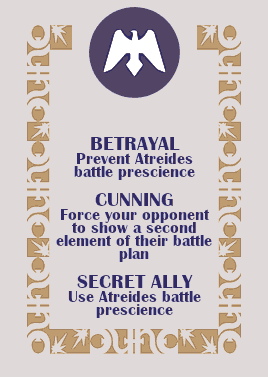 BETRAYAL
Prevent Atreides
battle prescience
CUNNING
Force your opponent
to show a second
element of their battle
plan
SECRET ALLY
Use Atreides battle
prescience